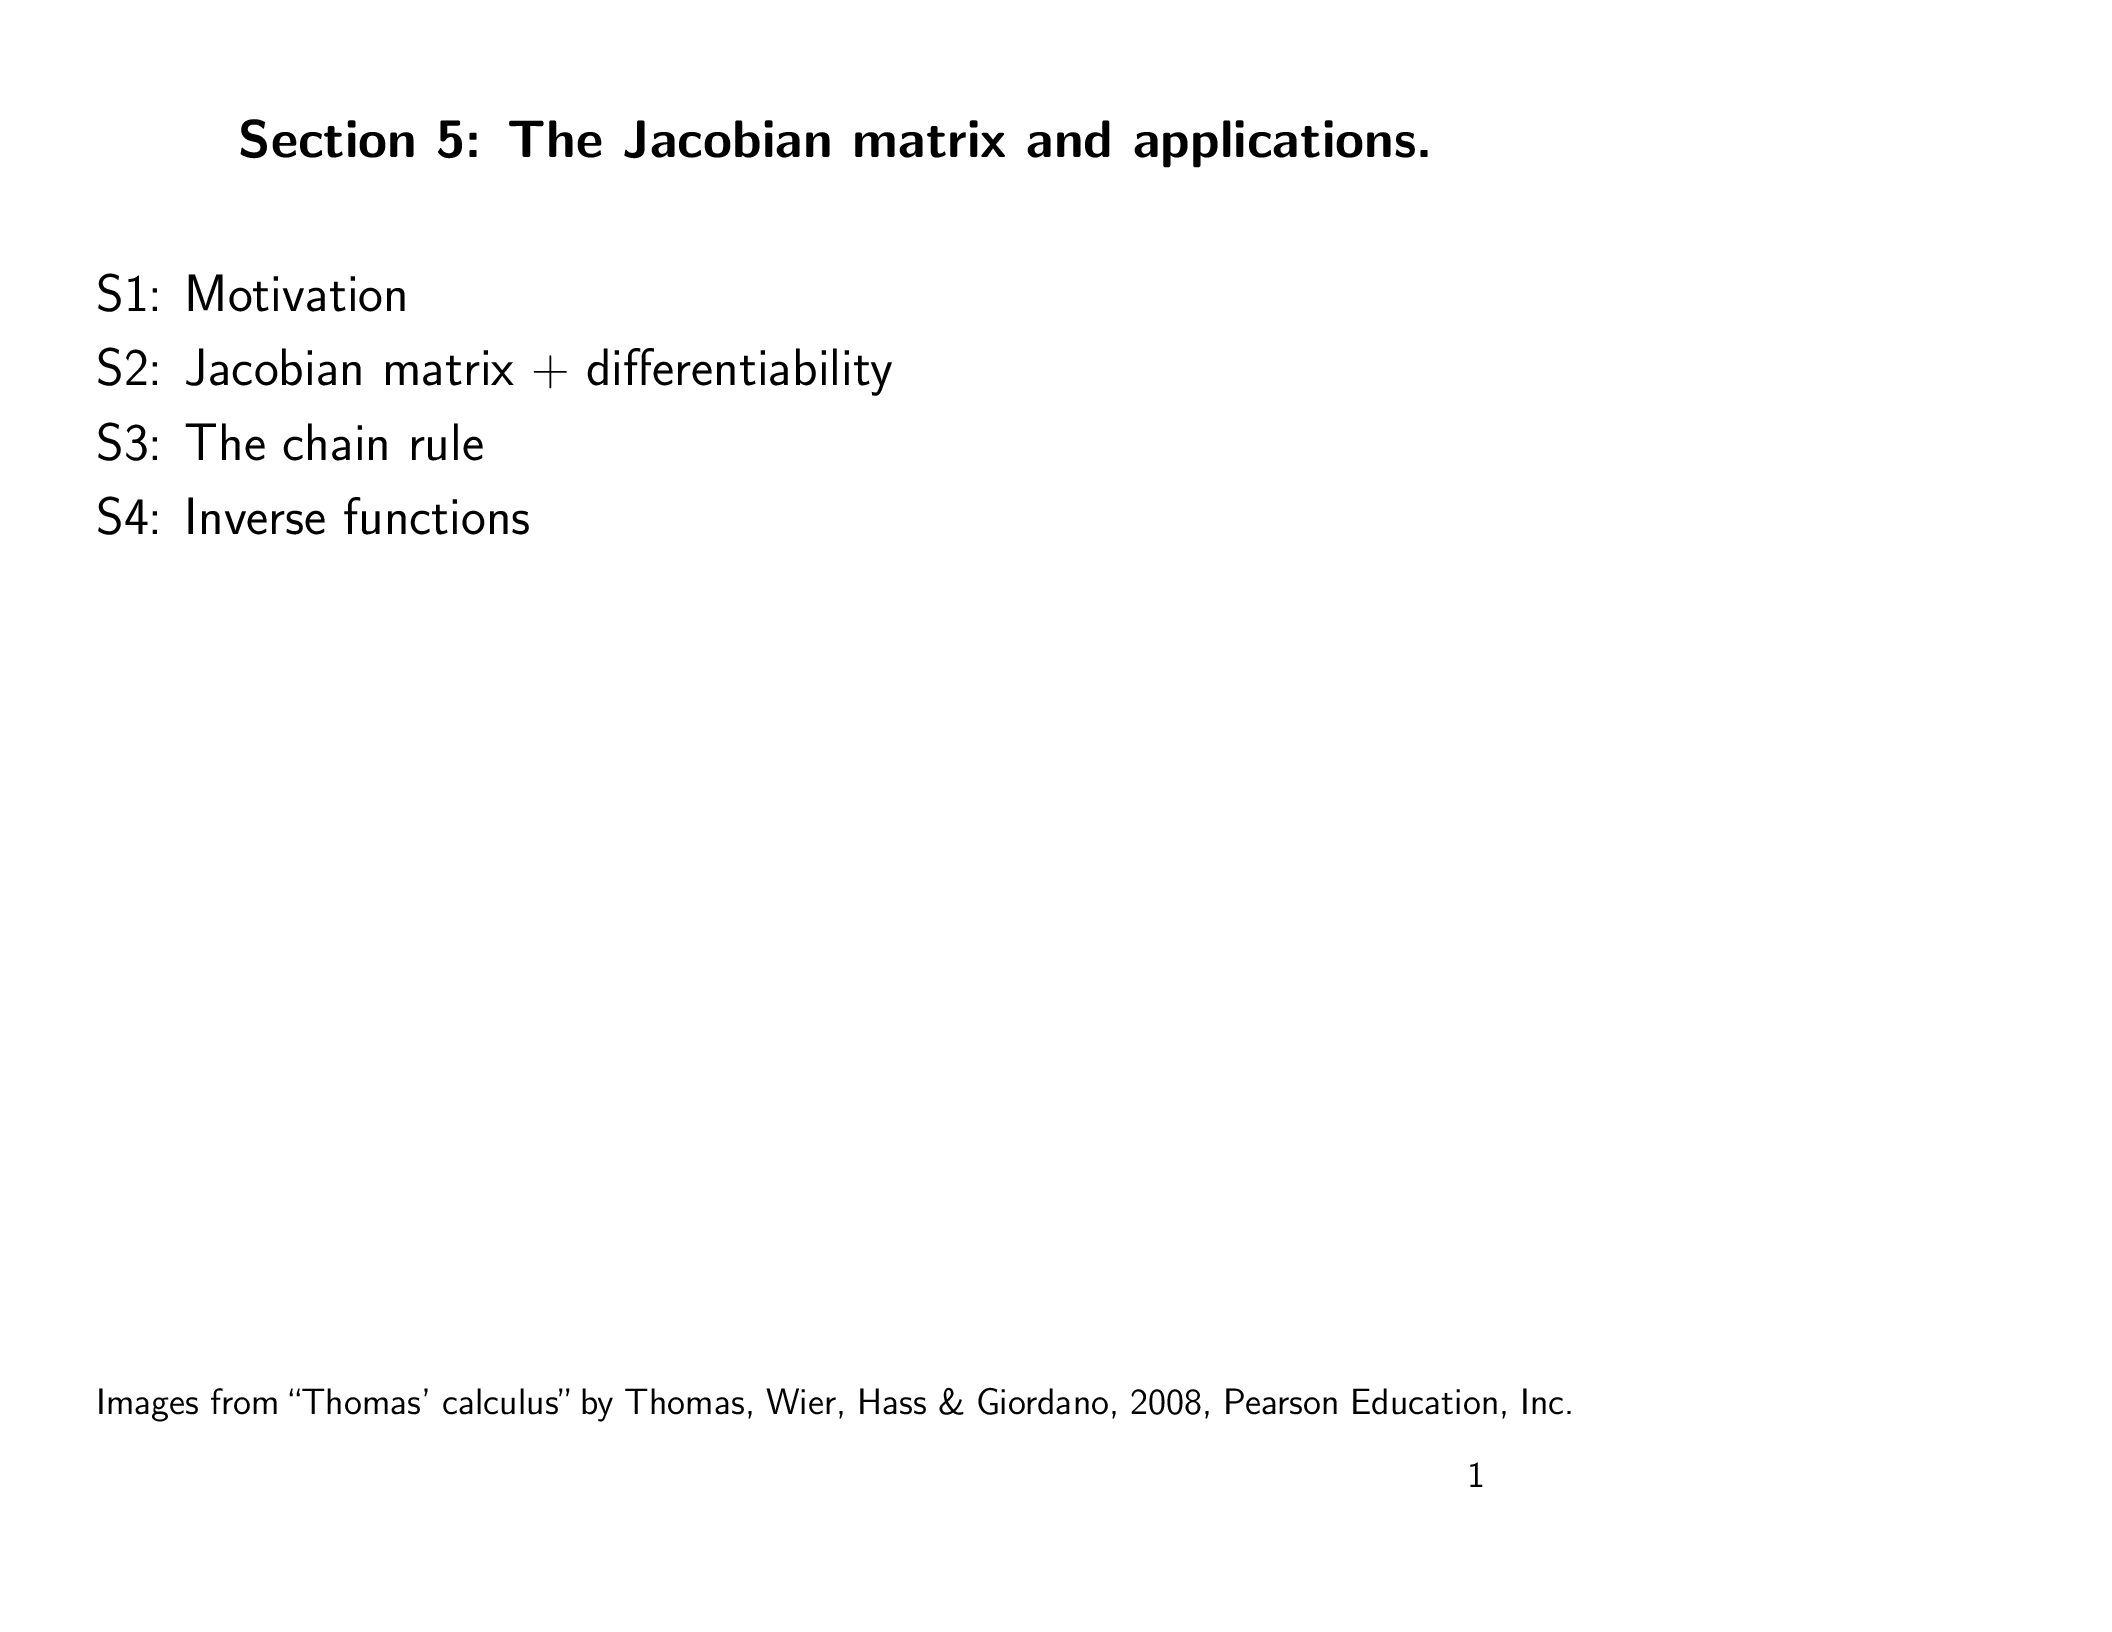 Section 5: The Jacobian matrix and applications.
S1: Motivation
S2: Jacobian matrix + differentiability
S3: The chain rule
S4: Inverse functions
Images from “Thomas’ calculus” by Thomas, Wier, Hass & Giordano, 2008, Pearson Education, Inc.
1